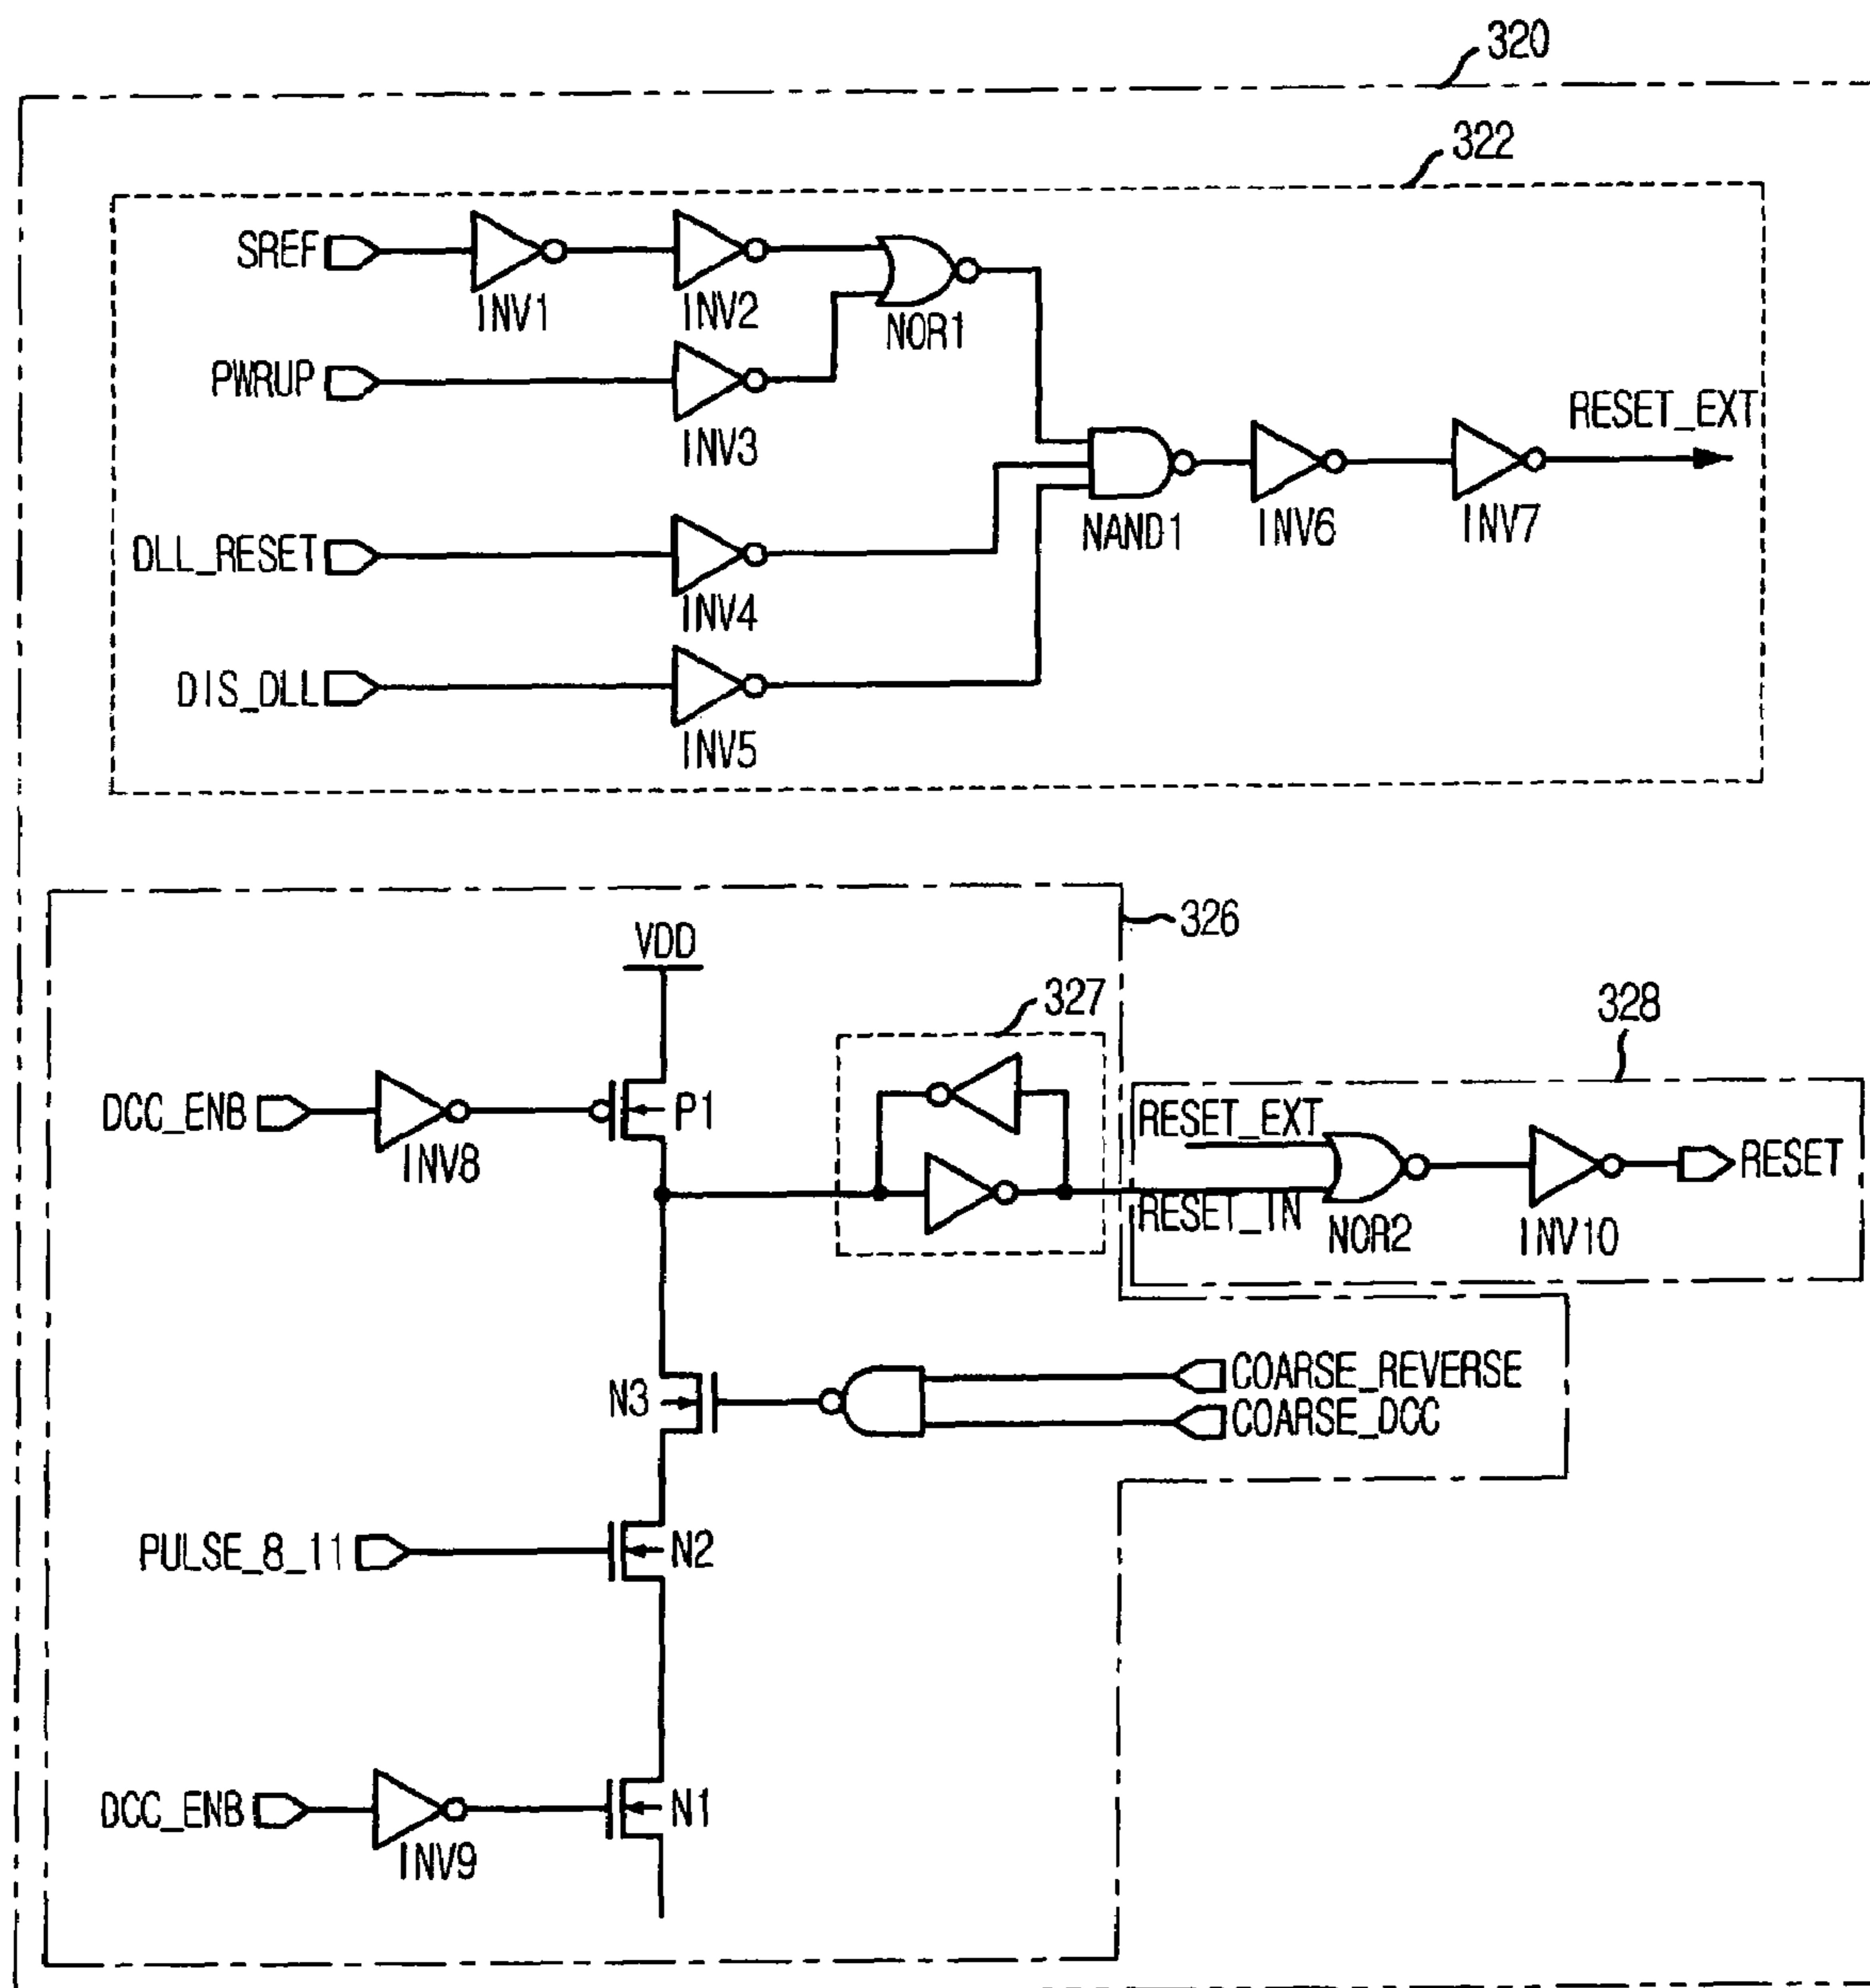 320
322
SREF
INV1
INV2
NOR1
PWRUP
INV3
RESET_EXT
DLL_RESET
INV4
NAND1
INV6
INV7
DIS_DLL
INV5
326
VDD
327
328
DCC_ENB
INV8
P1
RESET_EXT
RESET_IN
NOR2
INV10
RESET
N3
COARSE_REVERSE
COARSE_DCC
PULSE_8_11
N2
DCC_ENB
INV9
N1